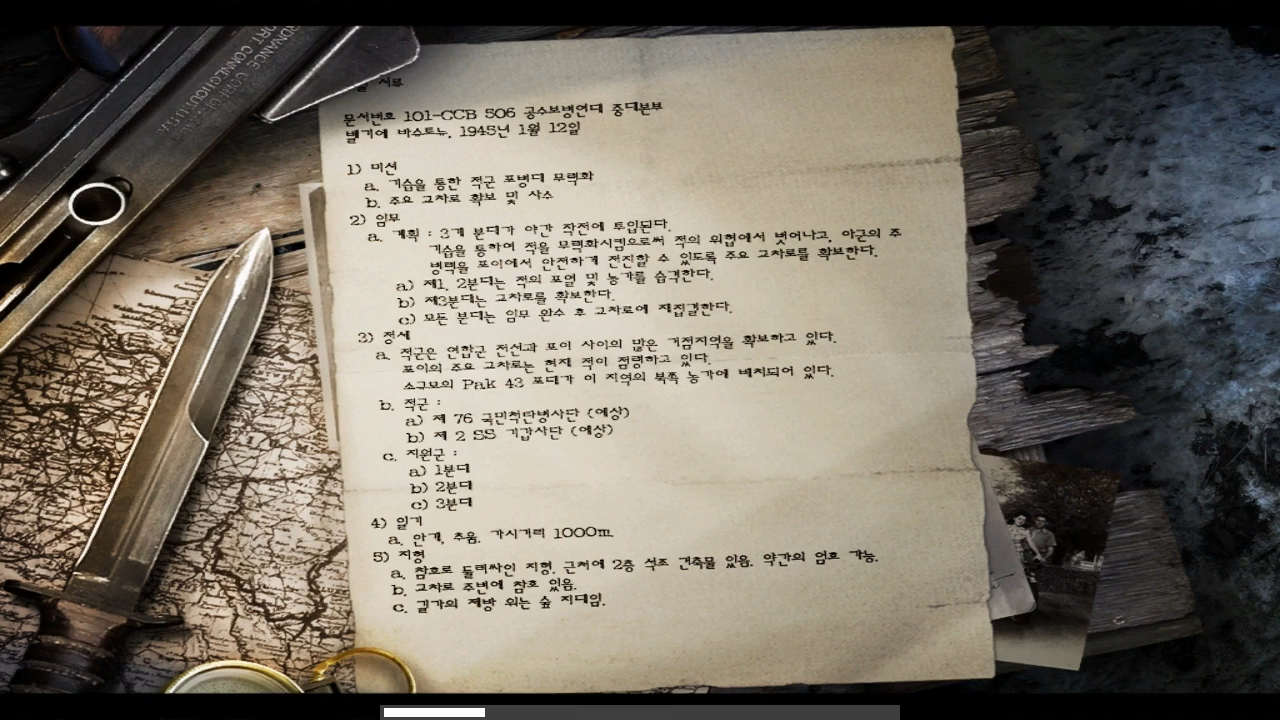 ORDNANCE CORP
PORT CONNECTICUT. U.S.A.
서류
문서번호 101-CCB 506 공수보병연대 중대본부
벨기에 바스토뉴, 1945년 1월 12일
1) 미션
a. 기습을 통한 적군 포병대 무력화
b. 주요 교차로 확보 및 사수
2) 임무
a. 계획 : 3개 분대가 야간 작전에 투입된다.
기습을 통하여 적을 무력화시킴으로써 적의 위협에서 벗어나고, 아군의 주
병력을 포이에서 안전하게 전진할 수 있도록 주요 교차로를 확보한다.
a) 제1, 2분대는 적의 포열 및 농가를 습격한다.
b) 제3분대는 교차로를 확보한다.
c) 모든 분대는 임무 완수 후 교차로에 재집결한다.
3) 정세
a. 적군은 연합군 전선과 포이 사이의 많은 거점지역을 확보하고 있다.
포이의 주요 교차로는 현재 적이 점령하고 있다.
소규모의 Pak 43 포대가 이 지역의 북쪽 농가에 배치되어 있다.
b. 적군 :
a) 제 76 국민척탄병사단 (예상)
b) 제 2 SS 기갑사단 (예상)
c. 지원군 :
a) 1분대
b) 2분대
c) 3분대
4) 일기
a. 안개, 추움. 가시거리 1000m
5) 지형
a. 참호로 둘러싸인 지형. 근처에 2층 석조 건축물 있음. 약간의 엄호 가능.
b. 교차로 주변에 참호 있음.
c. 길가의 제방 위는 숲 지대임.